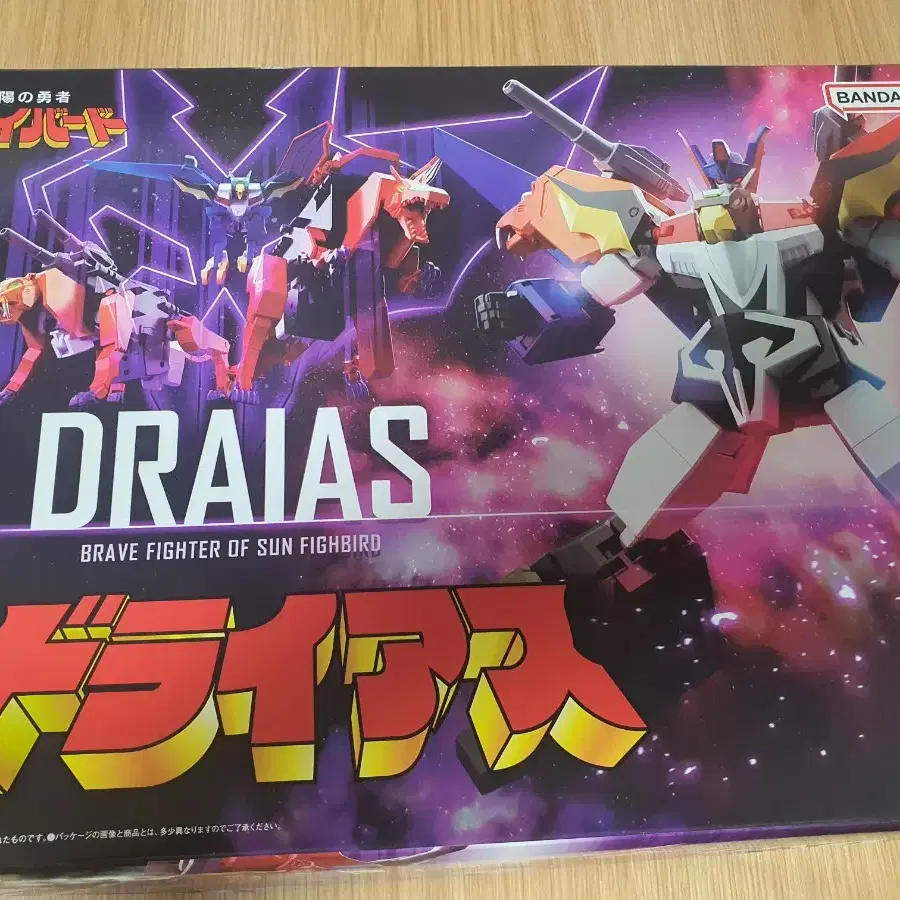 陽の勇者
イバード
BANDA
DRAIAS
BRAVE FIGHTER OF SUN FIGHBIRD
ドライアス
れたものです。●パッケージの画像と商品とは、多少異なりますのでご了承ください。